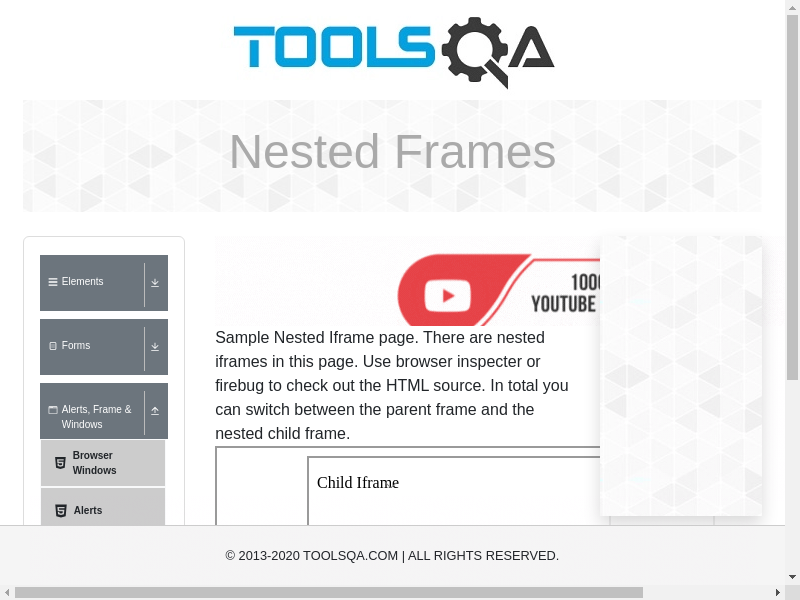 TOOLSQA
Nested Frames
Elements
Forms
Alerts, Frame &
Windows
Browser
Windows
Alerts
YOUTUBE
Sample Nested Iframe page. There are nested
iframes in this page. Use browser inspecter or
firebug to check out the HTML source. In total you
can switch between the parent frame and the
nested child frame.
Child Iframe
© 2013-2020 TOOLSQA.COM | ALL RIGHTS RESERVED.